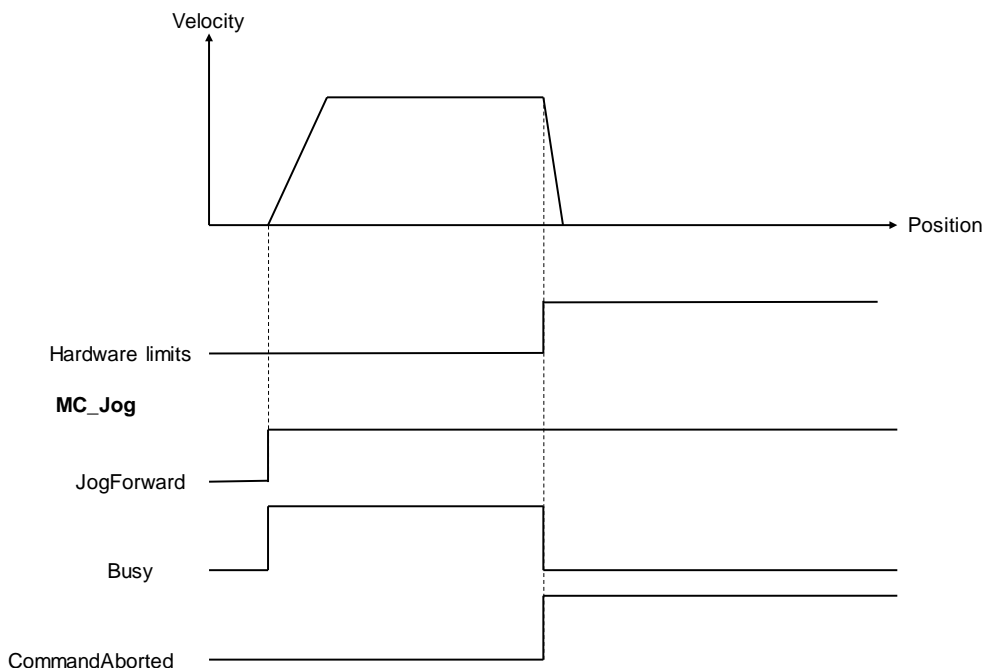 Velocity
Position
Hardware limits
MC_Jog
JogForward
Busy
CommandAborted